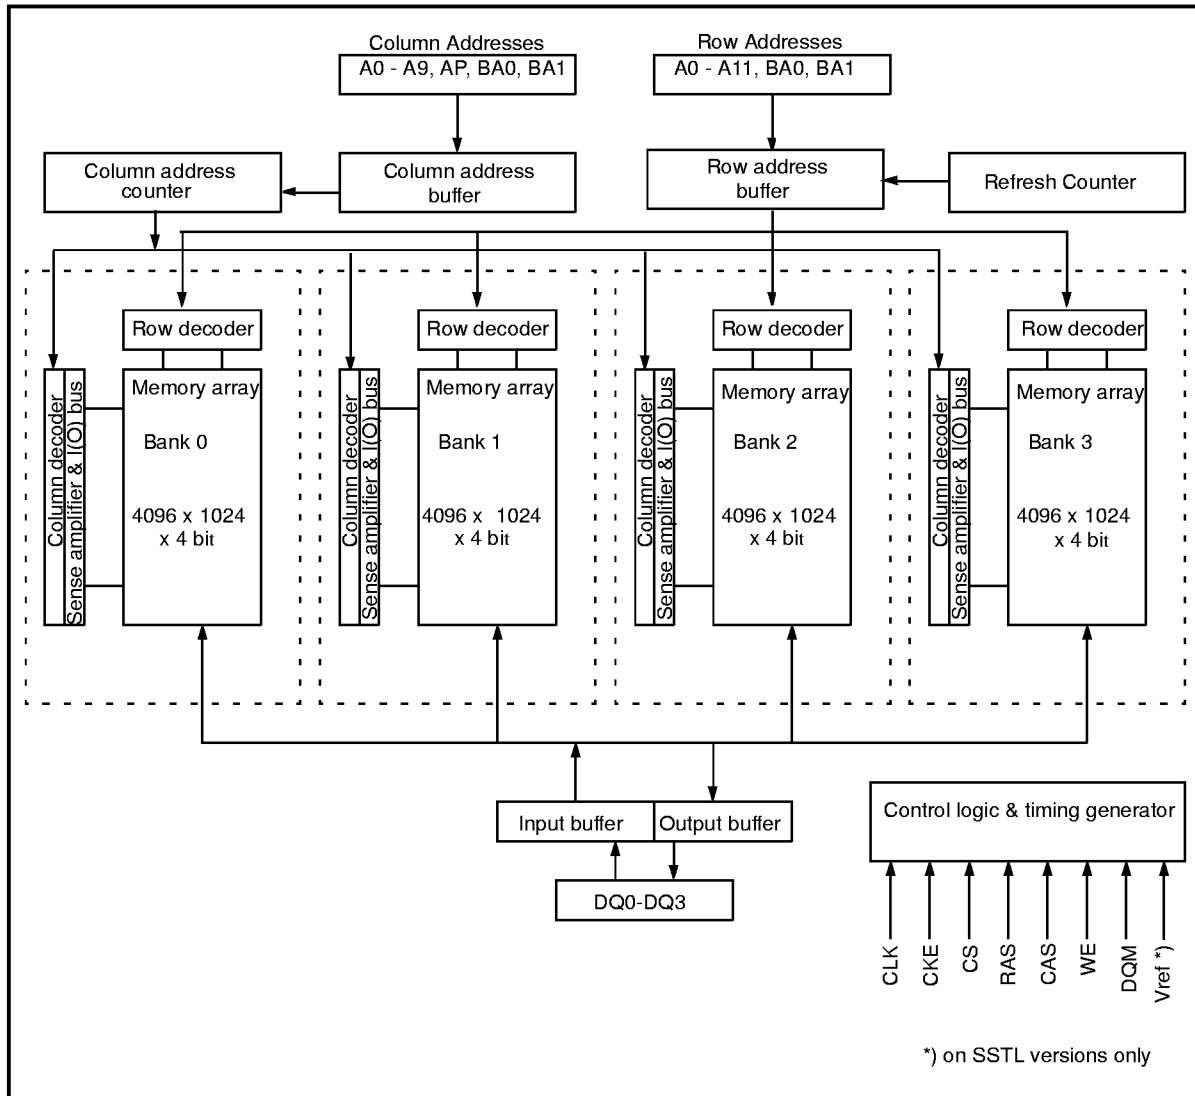 Column Addresses
A0 - A9, AP, BA0, BA1
Row Addresses
A0 - A11, BA0, BA1
Column address
counter
Column address
buffer
Row address
buffer
Refresh Counter
Row decoder
Row decoder
Row decoder
Row decoder
Column decoder
Sense amplifier & I(O) bus
Memory array
Bank 0
4096 x 1024
x 4 bit
Column decoder
Sense amplifier & I(O) bus
Memory array
Bank 1
4096 x 1024
x 4 bit
Column decoder
Sense amplifier & I(O) bus
Memory array
Bank 2
4096 x 1024
x 4 bit
Column decoder
Sense amplifier & I(O) bus
Memory array
Bank 3
4096 x 1024
x 4 bit
Input buffer
Output buffer
DQ0-DQ3
Control logic & timing generator
CLK
CKE
CS
RAS
CAS
WE
DQM
Vref *)
*) on SSTL versions only